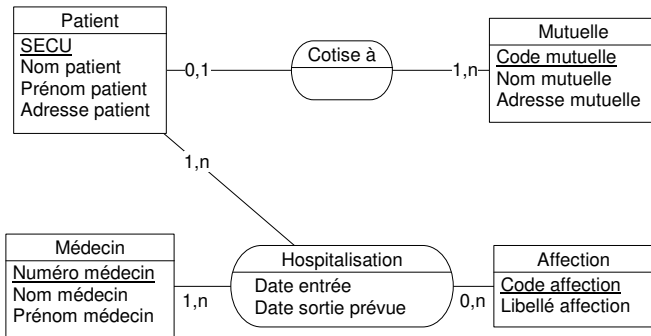 Patient
SECU
Nom patient
Prénom patient
Adresse patient
0,1
Cotise à
1,n
Mutuelle
Code mutuelle
Nom mutuelle
Adresse mutuelle
1,n
Médecin
Numéro médecin
Nom médecin
Prénom médecin
1,n
Hospitalisation
Date entrée
Date sortie prévue
0,n
Affection
Code affection
Libellé affection